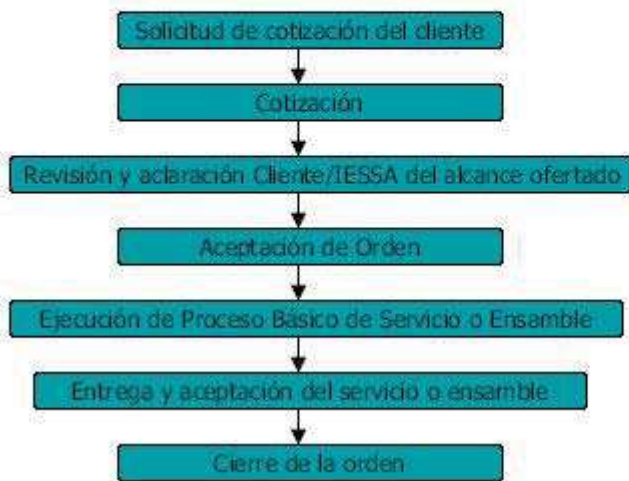 Solicitud de cotización del cliente
Cotización
Revisión y aclaración Cliente/IESSA del alcance ofertado
Aceptación de Orden
Ejecución de Proceso Básico de Servicio o Ensamble
Entrega y aceptación del servicio o ensamble
Cierre de la orden